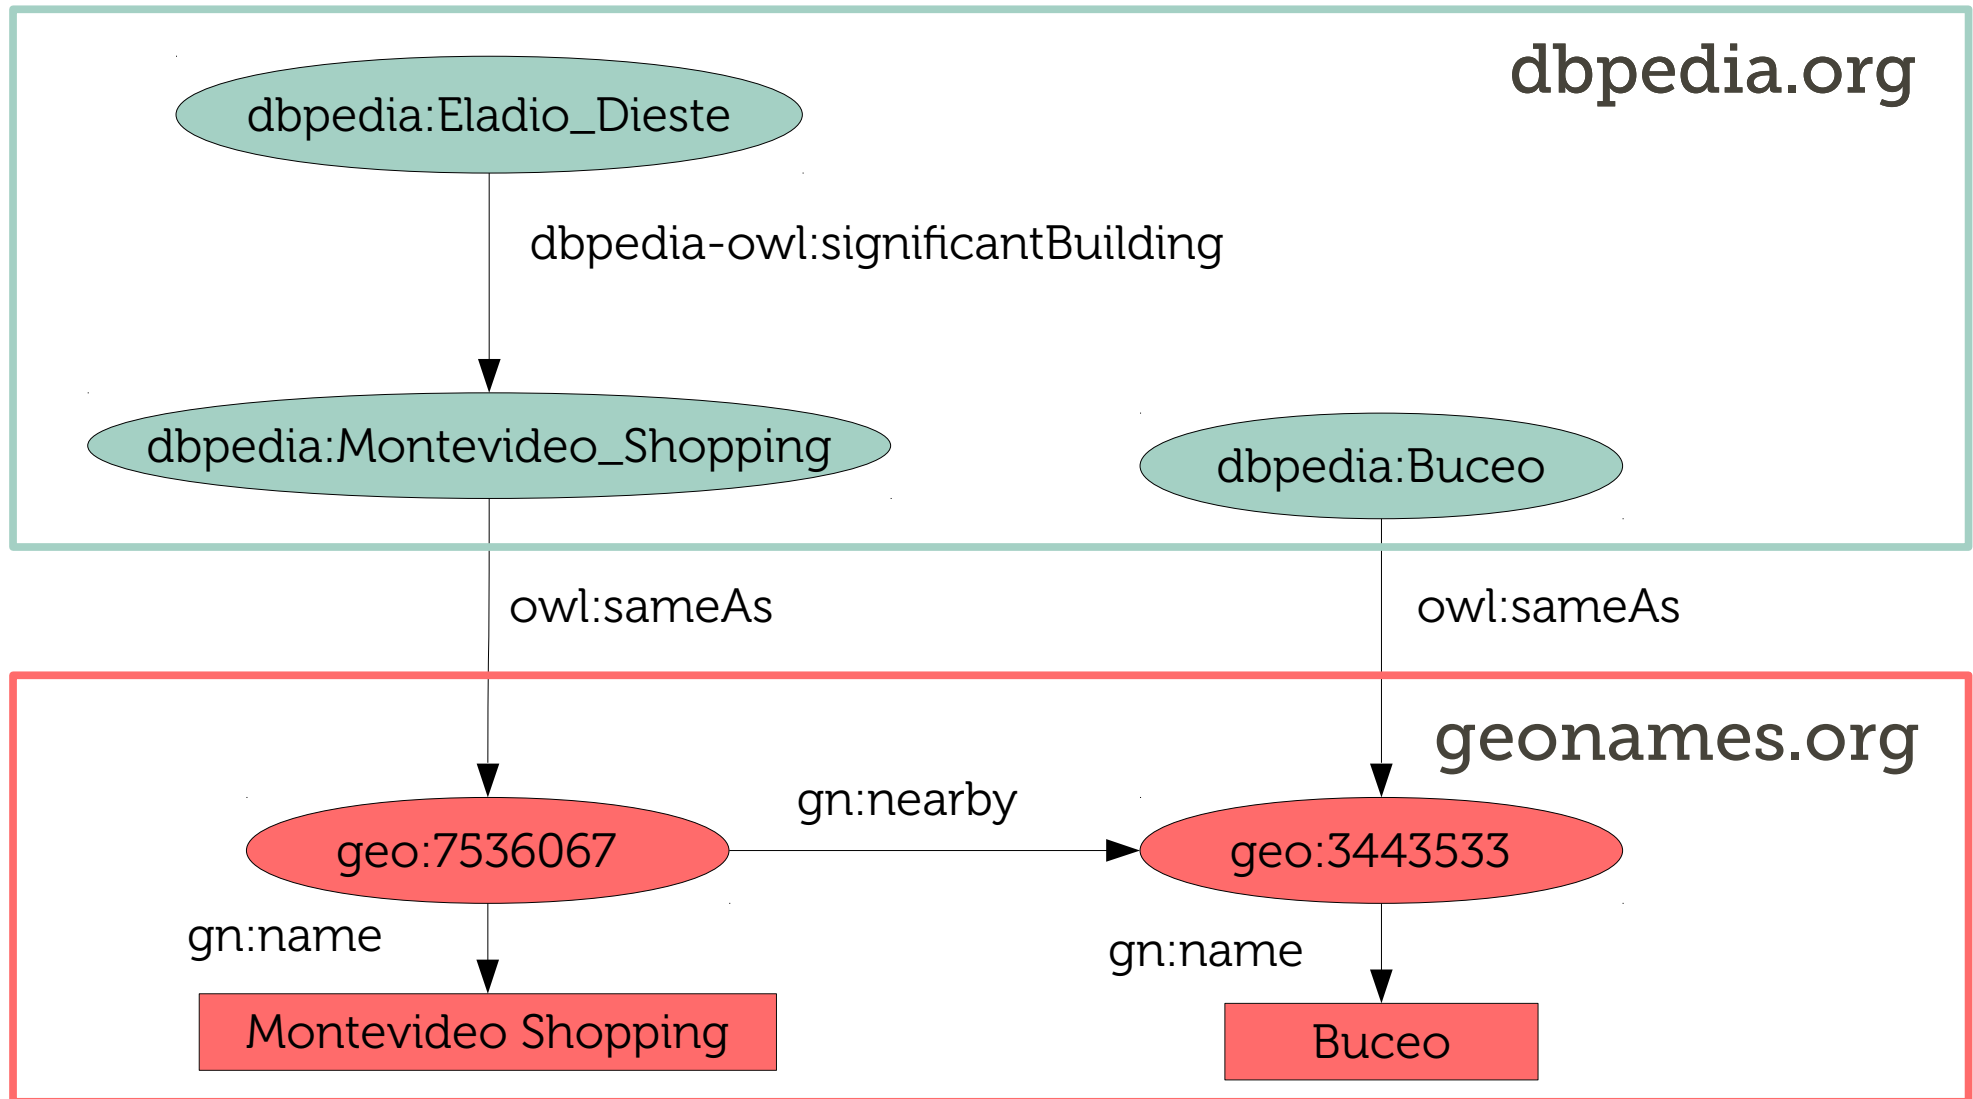 dbpedia.org
dbpedia:Eladio_Dieste
dbpedia-owl:significantBuilding
dbpedia:Montevideo_Shopping
dbpedia:Buceo
owl:sameAs
owl:sameAs
geonames.org
gn:nearby
geo:7536067
geo:3443533
gn:name
gn:name
Montevideo Shopping
Buceo